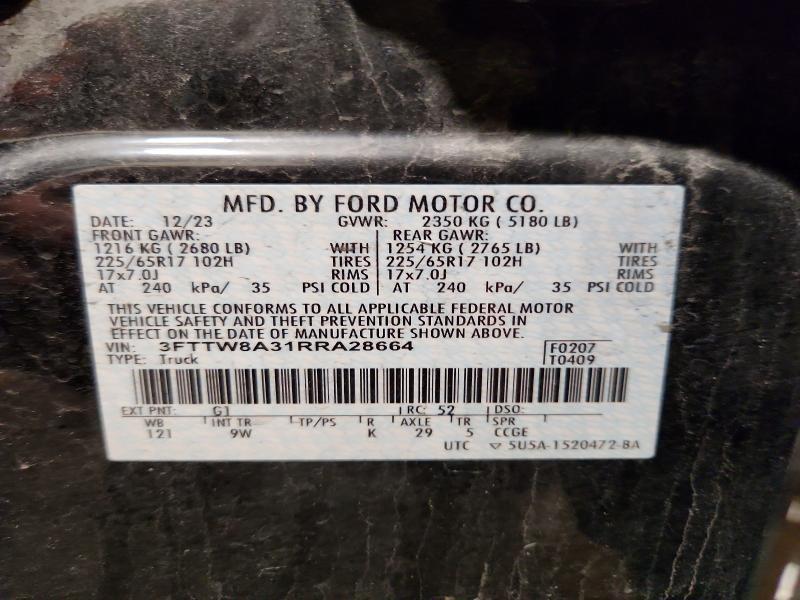 MFD. BY FORD MOTOR CO.
DATE: 12/23 GVWR: 2350 KG ( 5180 LB)
FRONT GAWR: REAR GAWR:
1216 KG ( 2680 LB) WITH 1254 KG ( 2765 LB) WITH
225/65R17 102H TIRES 225/65R17 102H TIRES
17x7.0J RIMS 17x7.0J RIMS
AT 240 kPa/ 35 PSI COLD AT 240 kPa/ 35 PSI COLD
THIS VEHICLE CONFORMS TO ALL APPLICABLE FEDERAL MOTOR
VEHICLE SAFETY AND THEFT PREVENTION STANDARDS IN
EFFECT ON THE DATE OF MANUFACTURE SHOWN ABOVE.
VIN: 3FTTW8A31RRA28664 F0207
TYPE: Truck T0409
EXT PNT: G1 RC: 52 DSO:
WB INT TR TP/PS R AXLE TR SPR
121 9W K 29 5 CCGE
UTC ▽ 5U5A-1520472-BA